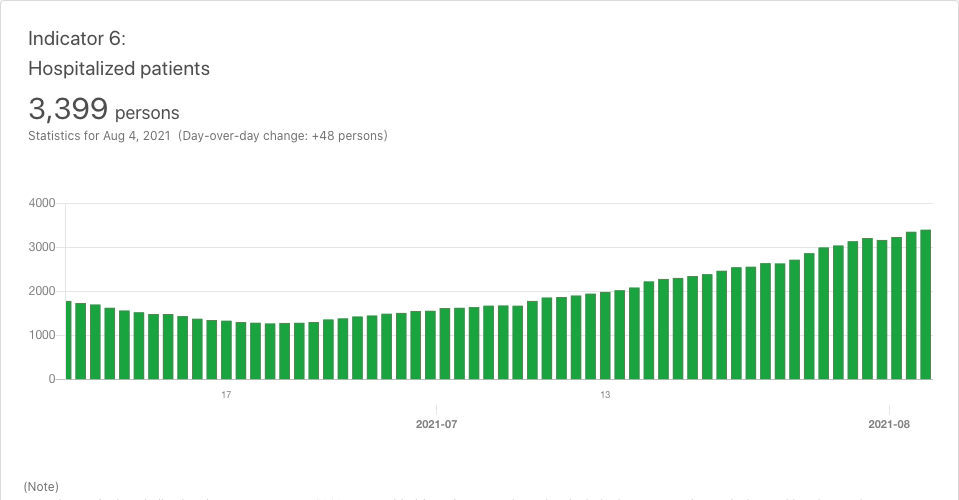 Indicator 6:
Hospitalized patients
3,399 persons
Statistics for Aug 4, 2021 (Day-over-day change: +48 persons)
4000
3000
2000
1000
0
17
13
2021-07
2021-08
(Note)